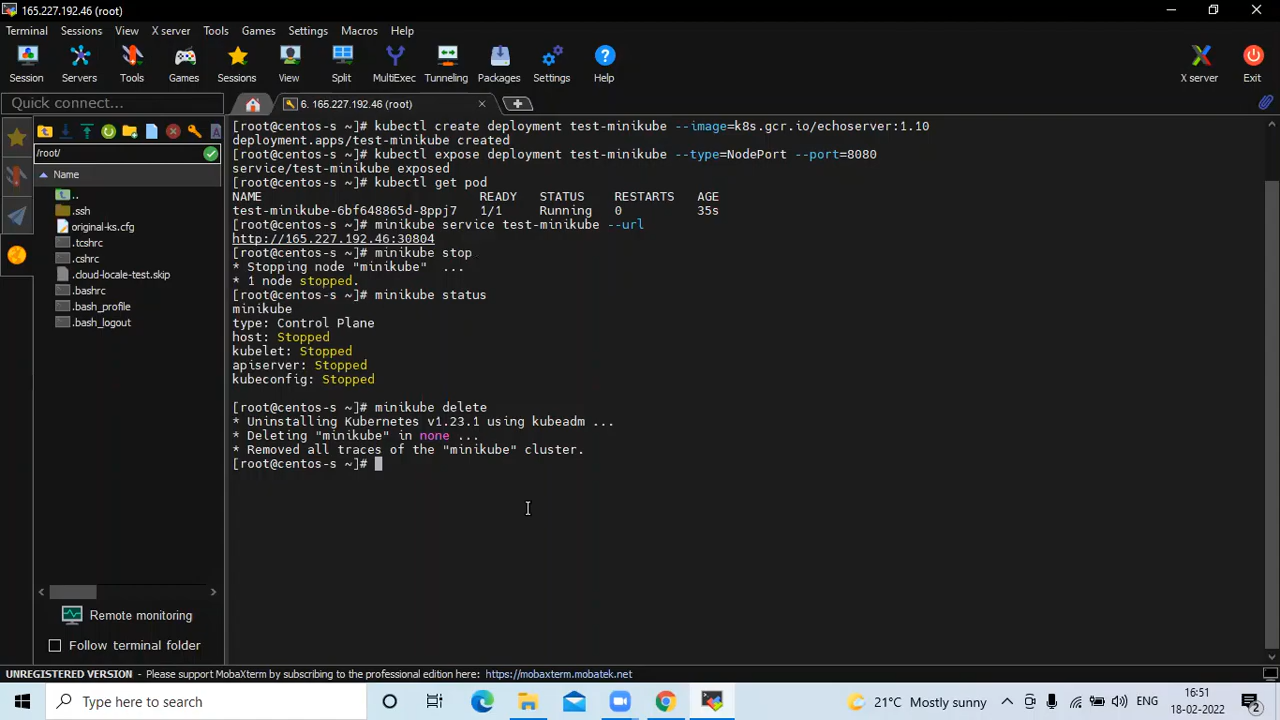 165.227.192.46 (root)
Terminal Sessions View X server Tools Games Settings Macros Help
Session Servers Tools Games Sessions View Split MultiExec Tunneling Packages Settings Help X server Exit
Quick connect...
6. 165.227.192.46 (root)
/root/
Name
..
.ssh
original-ks.cfg
.tcshrc
.cshrc
.cloud-locale-test.skip
.bashrc
.bash_profile
.bash_logout
[root@centos-s ~]# kubectl create deployment test-minikube --image=k8s.gcr.io/echoserver:1.10
deployment.apps/test-minikube created
[root@centos-s ~]# kubectl expose deployment test-minikube --type=NodePort --port=8080
service/test-minikube exposed
[root@centos-s ~]# kubectl get pod
NAME READY STATUS RESTARTS AGE
test-minikube-6bf648865d-8ppj7 1/1 Running 0 35s
[root@centos-s ~]# minikube service test-minikube --url
http://165.227.192.46:30804
[root@centos-s ~]# minikube stop
* Stopping node "minikube" ...
* 1 node stopped.
[root@centos-s ~]# minikube status
minikube
type: Control Plane
host: Stopped
kubelet: Stopped
apiserver: Stopped
kubeconfig: Stopped
[root@centos-s ~]# minikube delete
* Uninstalling Kubernetes v1.23.1 using kubeadm ...
* Deleting "minikube" in none ...
* Removed all traces of the "minikube" cluster.
[root@centos-s ~]#
Remote monitoring
Follow terminal folder
UNREGISTERED VERSION - Please support MobaXterm by subscribing to the professional edition here: https://mobaxterm.mobatek.net
Type here to search
21°C Mostly sunny
ENG
16:51
18-02-2022
2